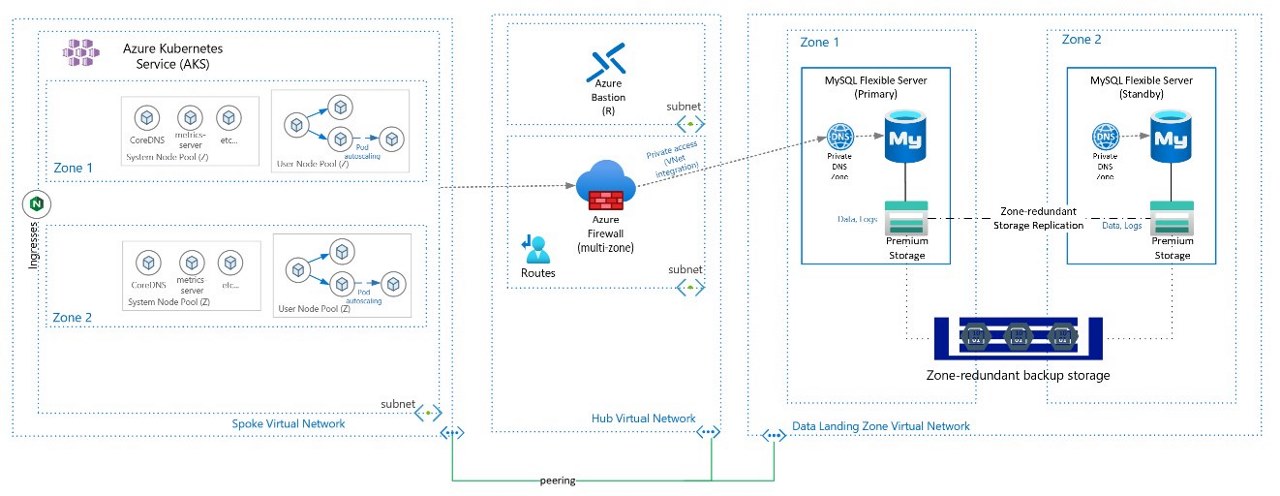 Azure Kubernetes
Service (AKS)
CoreDNS
metrics-
server
etc...
System Node Pool (Z)
Pod
autoscaling
User Node Pool (Z)
Zone 1
N
Ingresses
CoreDNS
metrics
server
etc...
System Node Pool (Z)
Pod
autoscaling
User Node Pool (Z)
Zone 2
subnet
Spoke Virtual Network
Azure
Bastion
(R)
subnet
Azure
Firewall
(multi-zone)
Routes
subnet
Hub Virtual Network
Private access
(VNet
integration)
Zone 1
MySQL Flexible Server
(Primary)
DNS
Private
DNS
Zone
My
Data, Logs
Premium
Storage
Zone-redundant
Storage Replication
Zone 2
MySQL Flexible Server
(Standby)
DNS
Private
DNS
Zone
My
Data, Logs
Premium
Storage
Zone-redundant backup storage
Data Landing Zone Virtual Network
peering